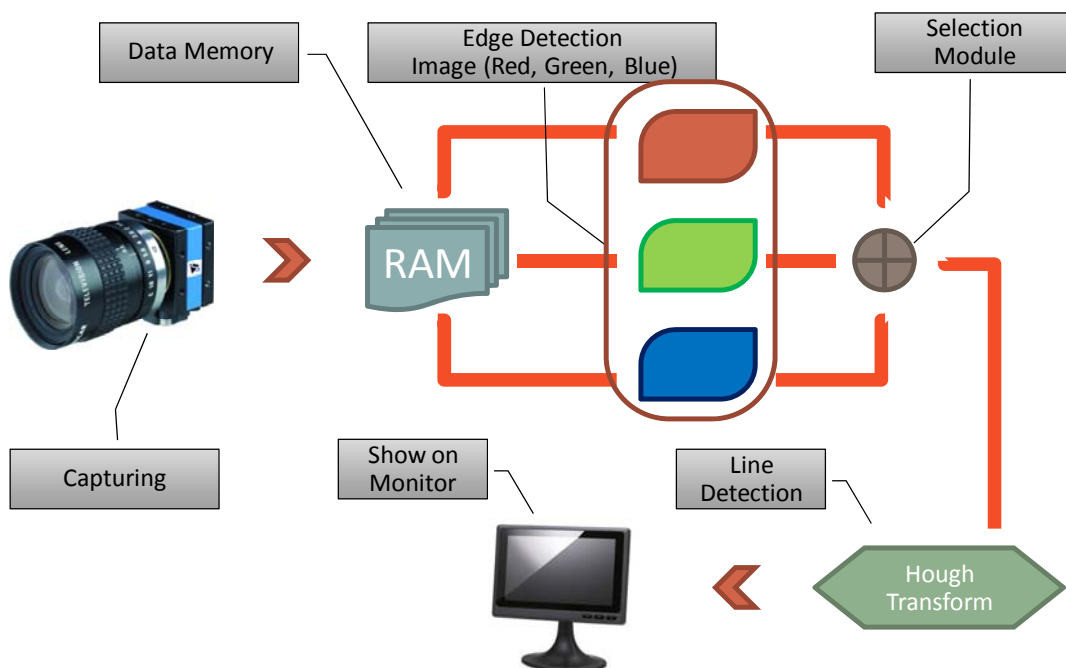 Data Memory
Edge Detection
Image (Red, Green, Blue)
Selection
Module
RAM
Capturing
Show on
Monitor
Line
Detection
Hough
Transform